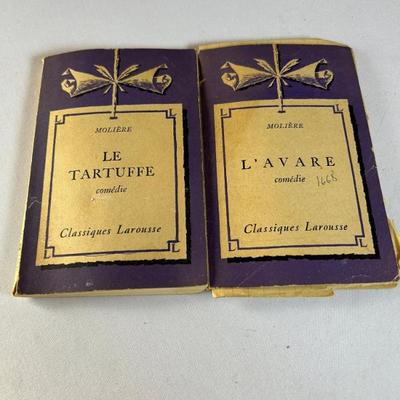 MOLIÈRE
LE
TARTUFFE
comédie
Classiques Larousse
MOLIÈRE
L'AVARE
comédie
1668
Classiques Larousse